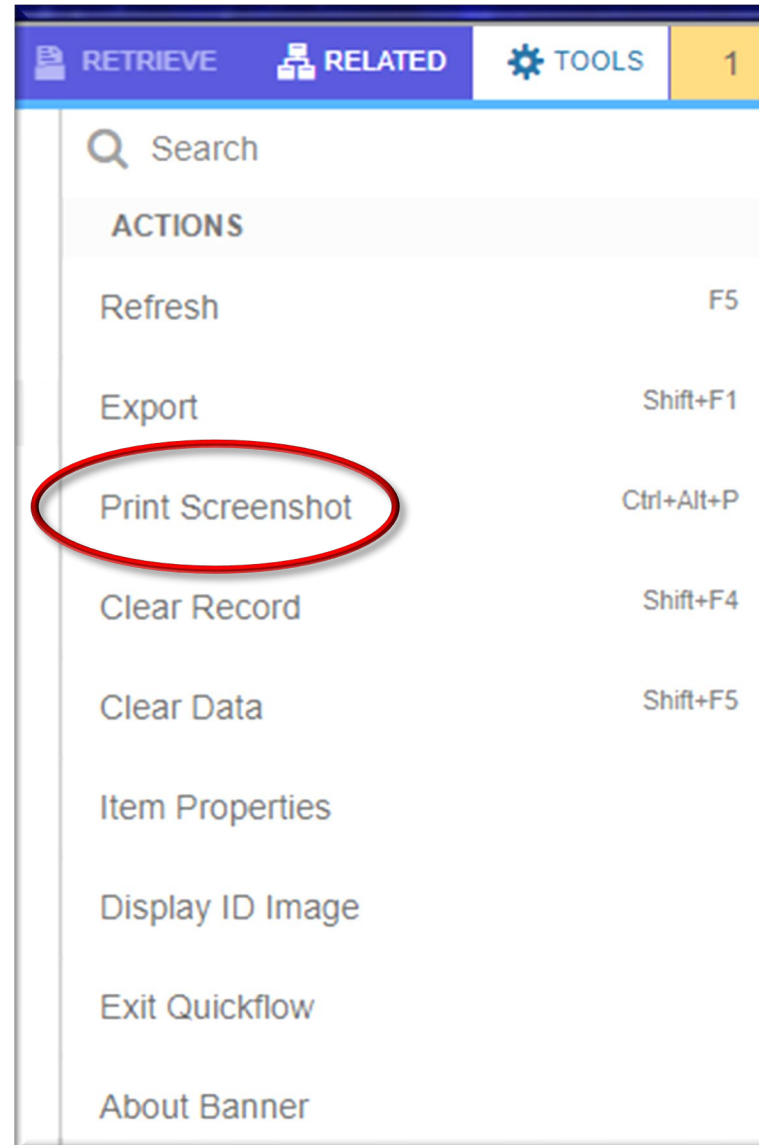 RETRIEVE RELATED TOOLS 1
Search
ACTIONS
Refresh F5
Export Shift+F1
Print Screenshot Ctrl+Alt+P
Clear Record Shift+F4
Clear Data Shift+F5
Item Properties
Display ID Image
Exit Quickflow
About Banner